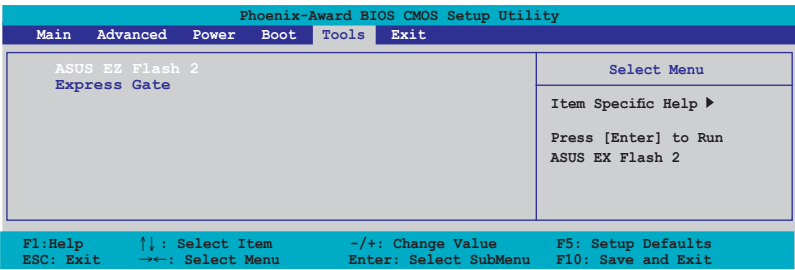 Phoenix-Award BIOS CMOS Setup Utility
Main Advanced Power Boot Tools Exit
ASUS EZ Flash 2
Express Gate
Select Menu
Item Specific Help ▶
Press [Enter] to Run
ASUS EX Flash 2
F1:Help ↑↓: Select Item -/+: Change Value F5: Setup Defaults
ESC: Exit →←: Select Menu Enter: Select SubMenu F10: Save and Exit